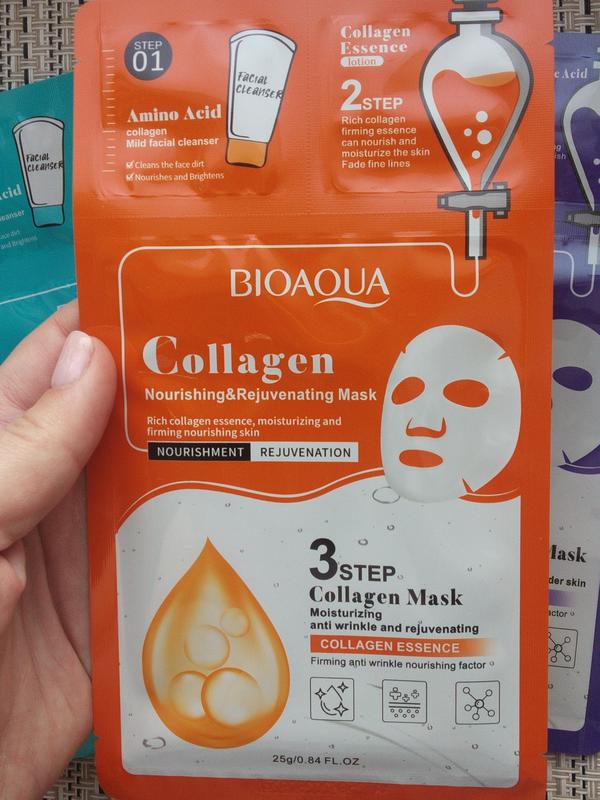 STEP
01
Amino Acid
collagen
Mild facial cleanser
Cleans the face dirt
Nourishes and Brightens
FACIAL
CLEANSER
Collagen
Essence
lotion
2STEP
Rich collagen
firming essence
can nourish and
moisturize the skin
Fade fine lines
BIOAQUA
Collagen
Nourishing&Rejuvenating Mask
Rich collagen essence, moisturizing and
firming nourishing skin
NOURISHMENT REJUVENATION
3STEP
Collagen Mask
Moisturizing
anti wrinkle and rejuvenating
COLLAGEN ESSENCE
Firming anti wrinkle nourishing factor
25g/0.84 FL.OZ
FACIAL
CLEANSER
and Brightens
Acid
Mask